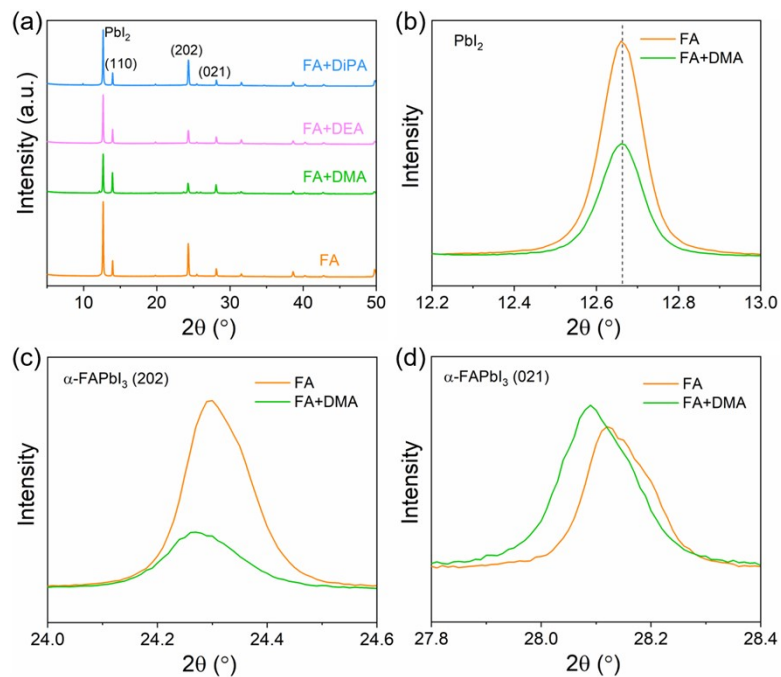 (a)
PbI₂
(110)
(202)
(021)
FA+DiPA
FA+DEA
FA+DMA
FA
Intensity (a.u.)
10 20 30 40 50
2θ (°)
(b)
PbI₂
FA
FA+DMA
Intensity
12.2 12.4 12.6 12.8 13.0
2θ (°)
(c)
α-FAPbI₃ (202)
FA
FA+DMA
Intensity
24.0 24.2 24.4 24.6
2θ (°)
(d)
α-FAPbI₃ (021)
FA
FA+DMA
Intensity
27.8 28.0 28.2 28.4
2θ (°)